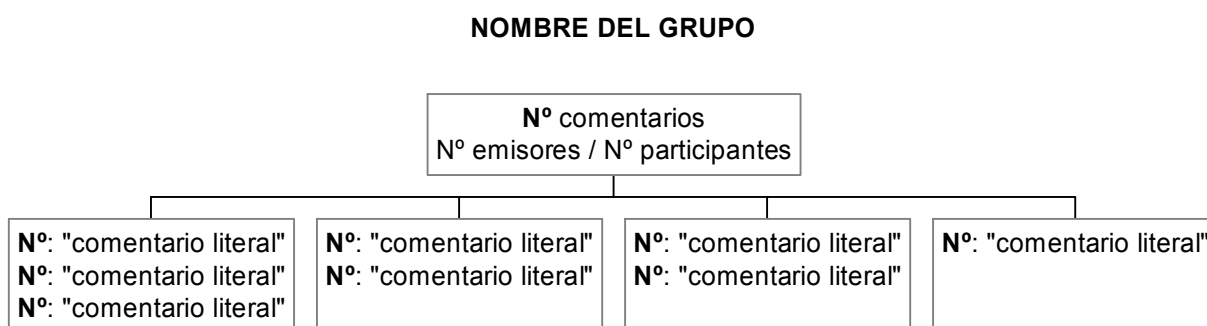 NOMBRE DEL GRUPO
Nº comentarios
Nº emisores / Nº participantes
Nº: "comentario literal"
Nº: "comentario literal"
Nº: "comentario literal"
Nº: "comentario literal"
Nº: "comentario literal"
Nº: "comentario literal"
Nº: "comentario literal"
Nº: "comentario literal"